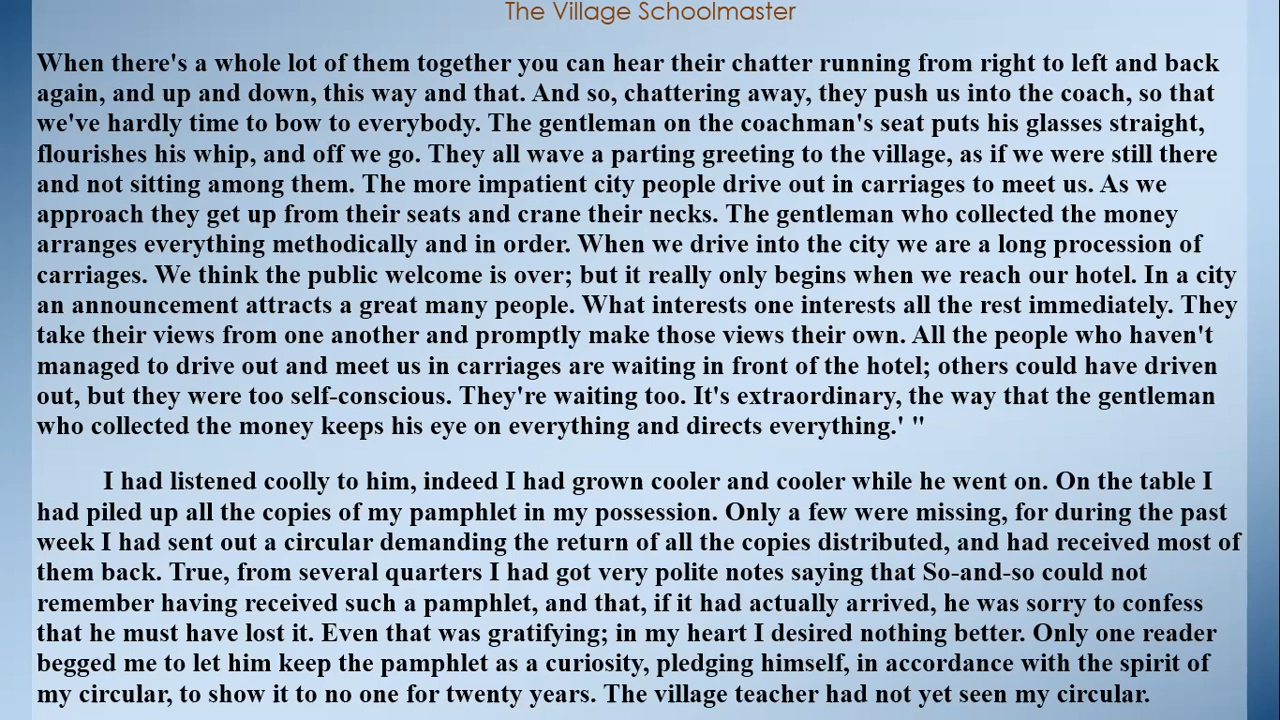 The Village Schoolmaster
When there's a whole lot of them together you can hear their chatter running from right to left and back
again, and up and down, this way and that. And so, chattering away, they push us into the coach, so that
we've hardly time to bow to everybody. The gentleman on the coachman's seat puts his glasses straight,
flourishes his whip, and off we go. They all wave a parting greeting to the village, as if we were still there
and not sitting among them. The more impatient city people drive out in carriages to meet us. As we
approach they get up from their seats and crane their necks. The gentleman who collected the money
arranges everything methodically and in order. When we drive into the city we are a long procession of
carriages. We think the public welcome is over; but it really only begins when we reach our hotel. In a city
an announcement attracts a great many people. What interests one interests all the rest immediately. They
take their views from one another and promptly make those views their own. All the people who haven't
managed to drive out and meet us in carriages are waiting in front of the hotel; others could have driven
out, but they were too self-conscious. They're waiting too. It's extraordinary, the way that the gentleman
who collected the money keeps his eye on everything and directs everything.' "
I had listened coolly to him, indeed I had grown cooler and cooler while he went on. On the table I
had piled up all the copies of my pamphlet in my possession. Only a few were missing, for during the past
week I had sent out a circular demanding the return of all the copies distributed, and had received most of
them back. True, from several quarters I had got very polite notes saying that So-and-so could not
remember having received such a pamphlet, and that, if it had actually arrived, he was sorry to confess
that he must have lost it. Even that was gratifying; in my heart I desired nothing better. Only one reader
begged me to let him keep the pamphlet as a curiosity, pledging himself, in accordance with the spirit of
my circular, to show it to no one for twenty years. The village teacher had not yet seen my circular.